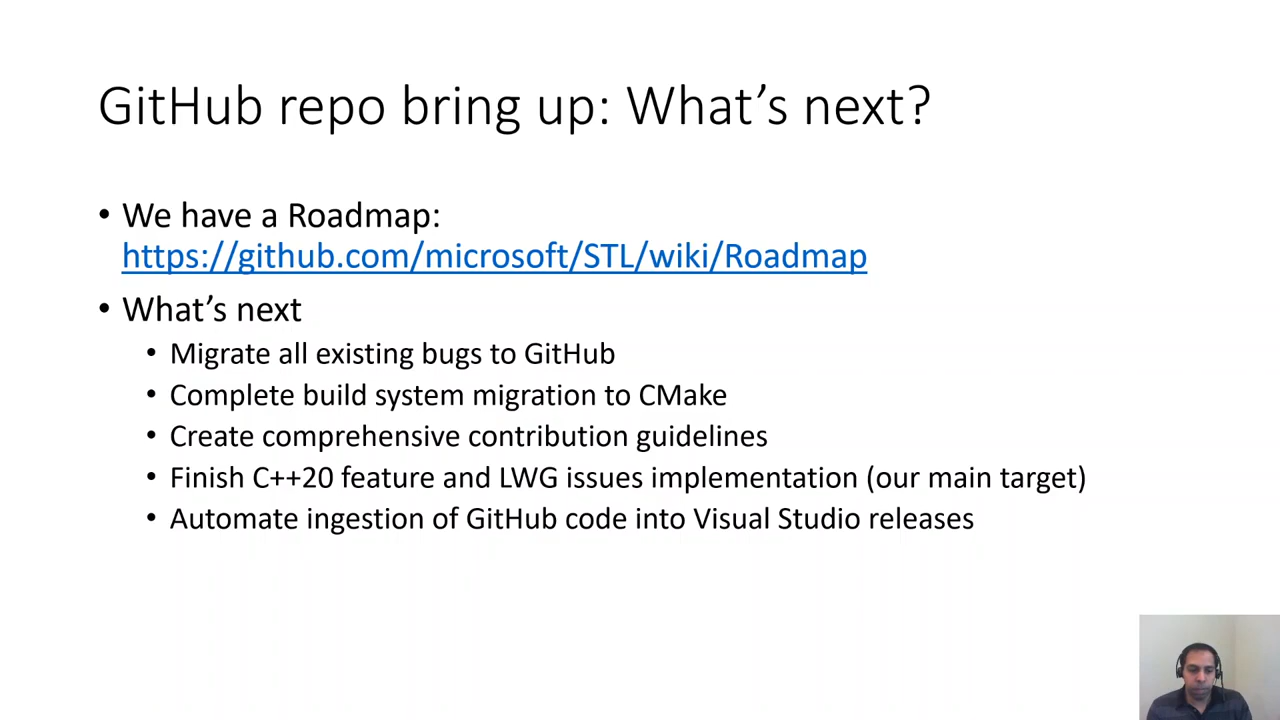 GitHub repo bring up: What’s next?
• We have a Roadmap:
https://github.com/microsoft/STL/wiki/Roadmap
• What’s next
• Migrate all existing bugs to GitHub
• Complete build system migration to CMake
• Create comprehensive contribution guidelines
• Finish C++20 feature and LWG issues implementation (our main target)
• Automate ingestion of GitHub code into Visual Studio releases